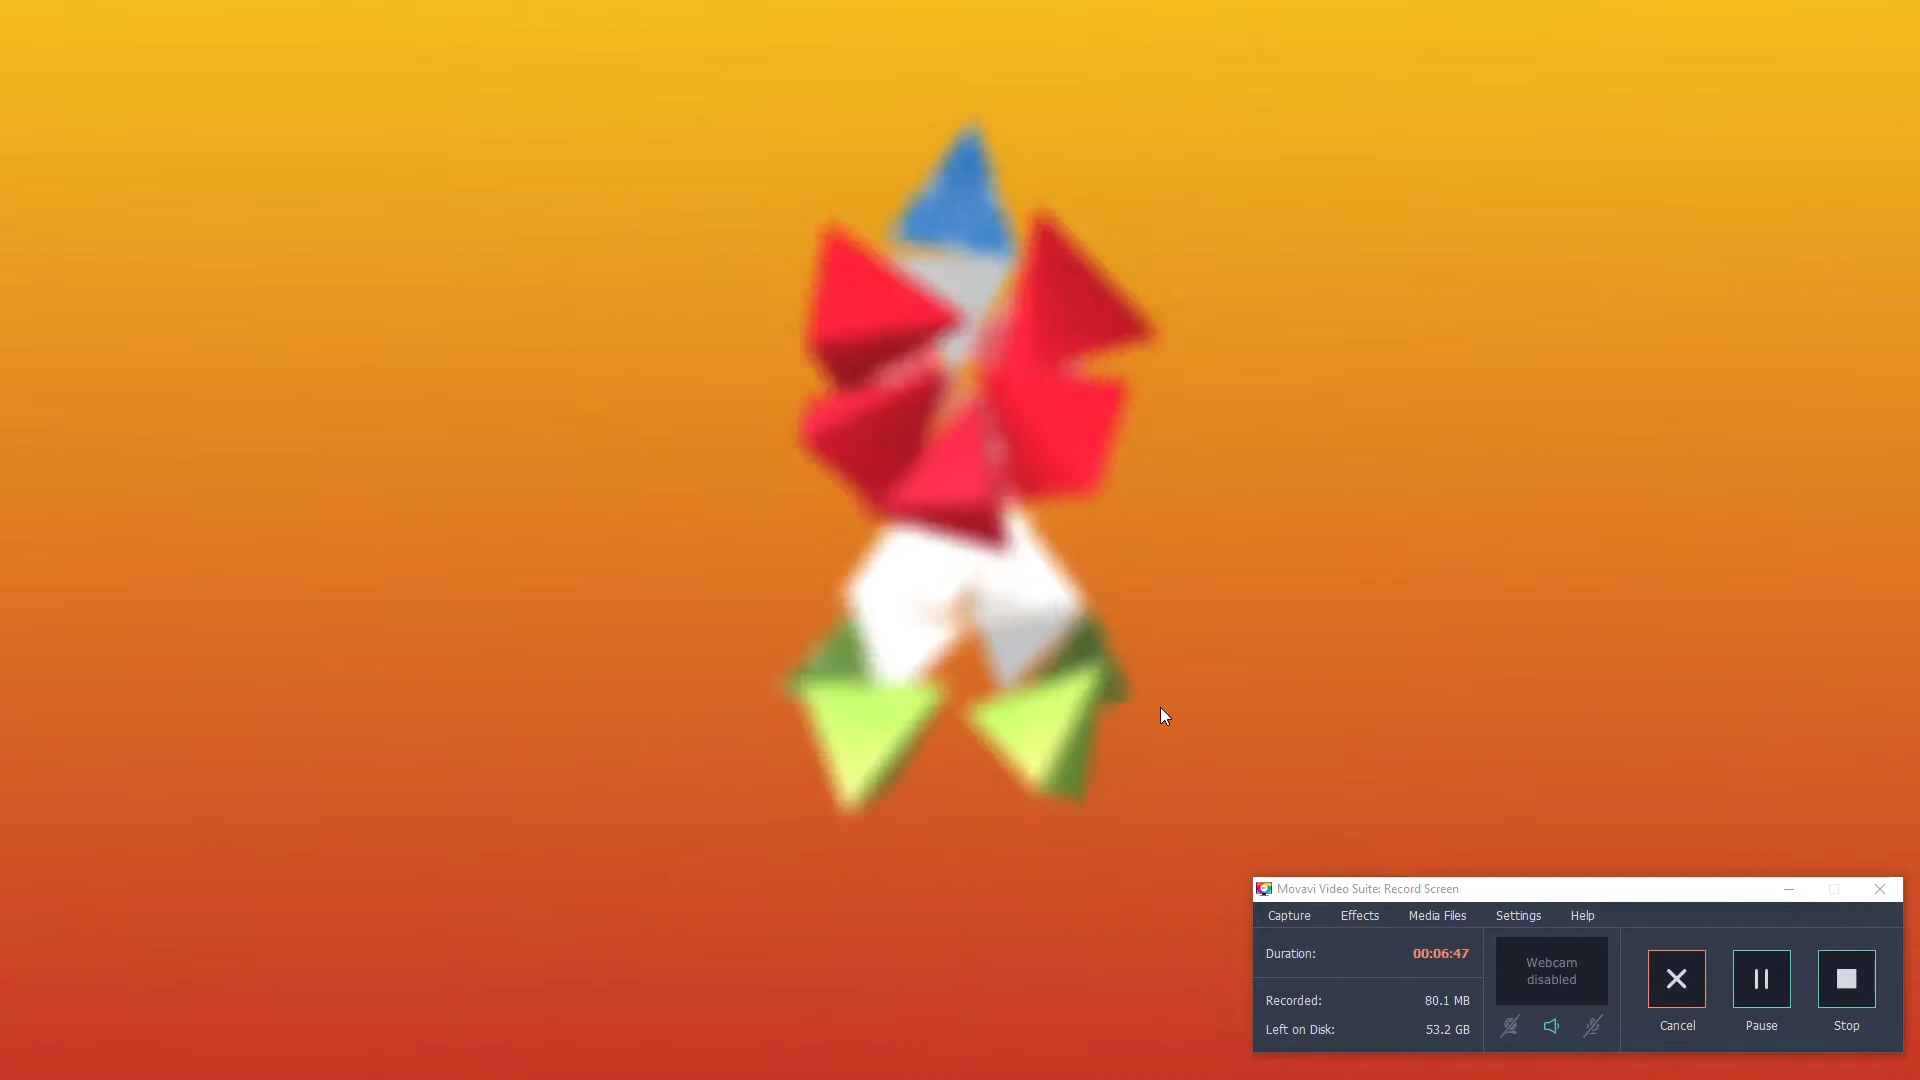 Movavi Video Suite: Record Screen
Capture Effects Media Files Settings Help
Duration: 00:06:47
Recorded: 80.1 MB
Left on Disk: 53.2 GB
Webcam
disabled
Cancel Pause Stop